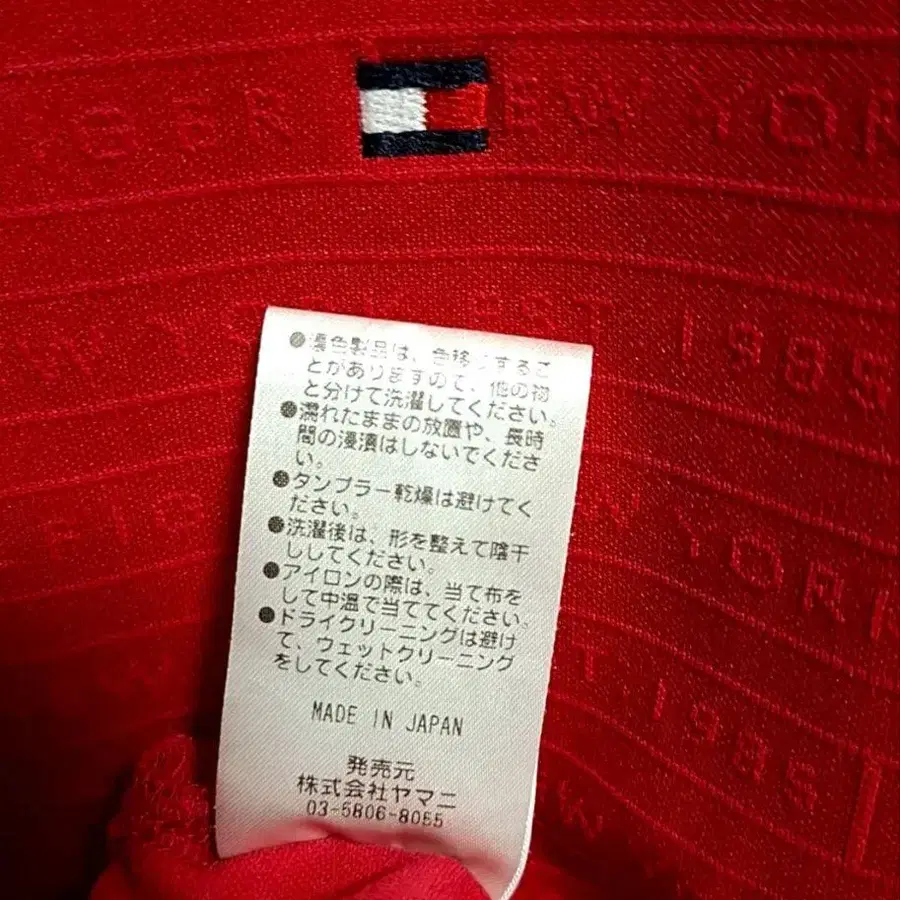 EW YOR
EST 1985
●濃色製品は、色移りするこ
とがありますので、他の物
と分けて洗濯してください。
●濡れたままの放置や、長時
間の浸漬はしないでくださ
い。
●タンブラー乾燥は避けてく
ださい。
●洗濯後は、形を整えて陰干
ししてください。
●アイロンの際は、当て布を
して中温で当ててください。
●ドライクリーニングは避け
て、ウェットクリーニング
をしてください。
MADE IN JAPAN
発売元
株式会社ヤマニ
03-5806-8055
W YORK
1985
W